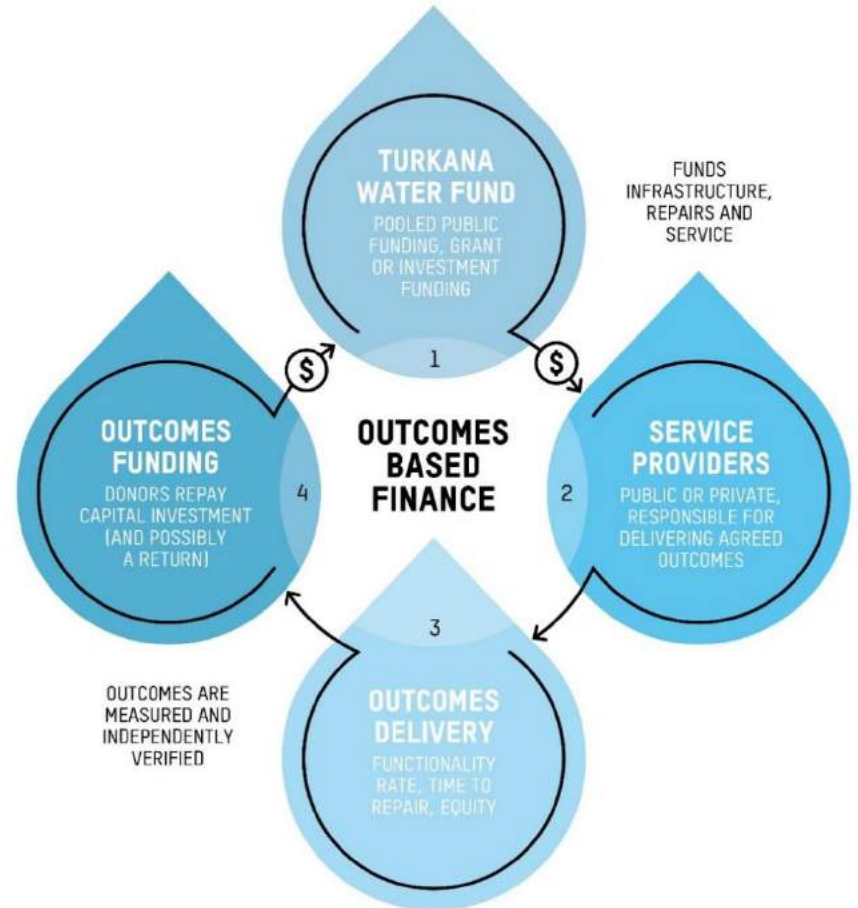 TURKANA
WATER FUND
POOLED PUBLIC
FUNDING, GRANT
OR INVESTMENT
FUNDING
1
$
$
FUNDS
INFRASTRUCTURE,
REPAIRS AND
SERVICE
SERVICE
PROVIDERS
PUBLIC OR PRIVATE,
RESPONSIBLE FOR
DELIVERING AGREED
OUTCOMES
2
OUTCOMES
BASED
FINANCE
3
OUTCOMES
DELIVERY
FUNCTIONALITY
RATE, TIME TO
REPAIR, EQUITY
OUTCOMES ARE
MEASURED AND
INDEPENDENTLY
VERIFIED
OUTCOMES
FUNDING
DONORS REPAY
CAPITAL INVESTMENT
(AND POSSIBLY
A RETURN)
4